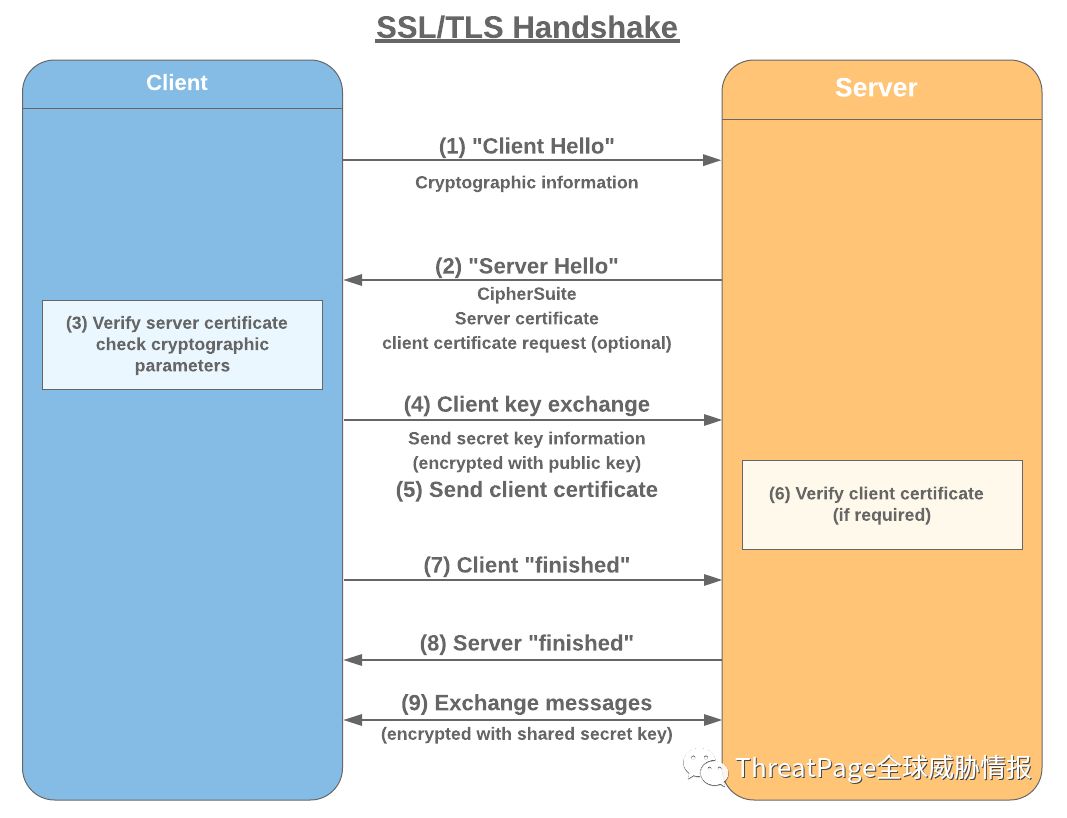 SSL/TLS Handshake
Client
Server
(1) "Client Hello"
Cryptographic information
(2) "Server Hello"
CipherSuite
Server certificate
client certificate request (optional)
(3) Verify server certificate
check cryptographic
parameters
(4) Client key exchange
Send secret key information
(encrypted with public key)
(5) Send client certificate
(6) Verify client certificate
(if required)
(7) Client "finished"
(8) Server "finished"
(9) Exchange messages
(encrypted with shared secret key)
ThreatPage全球威胁情报